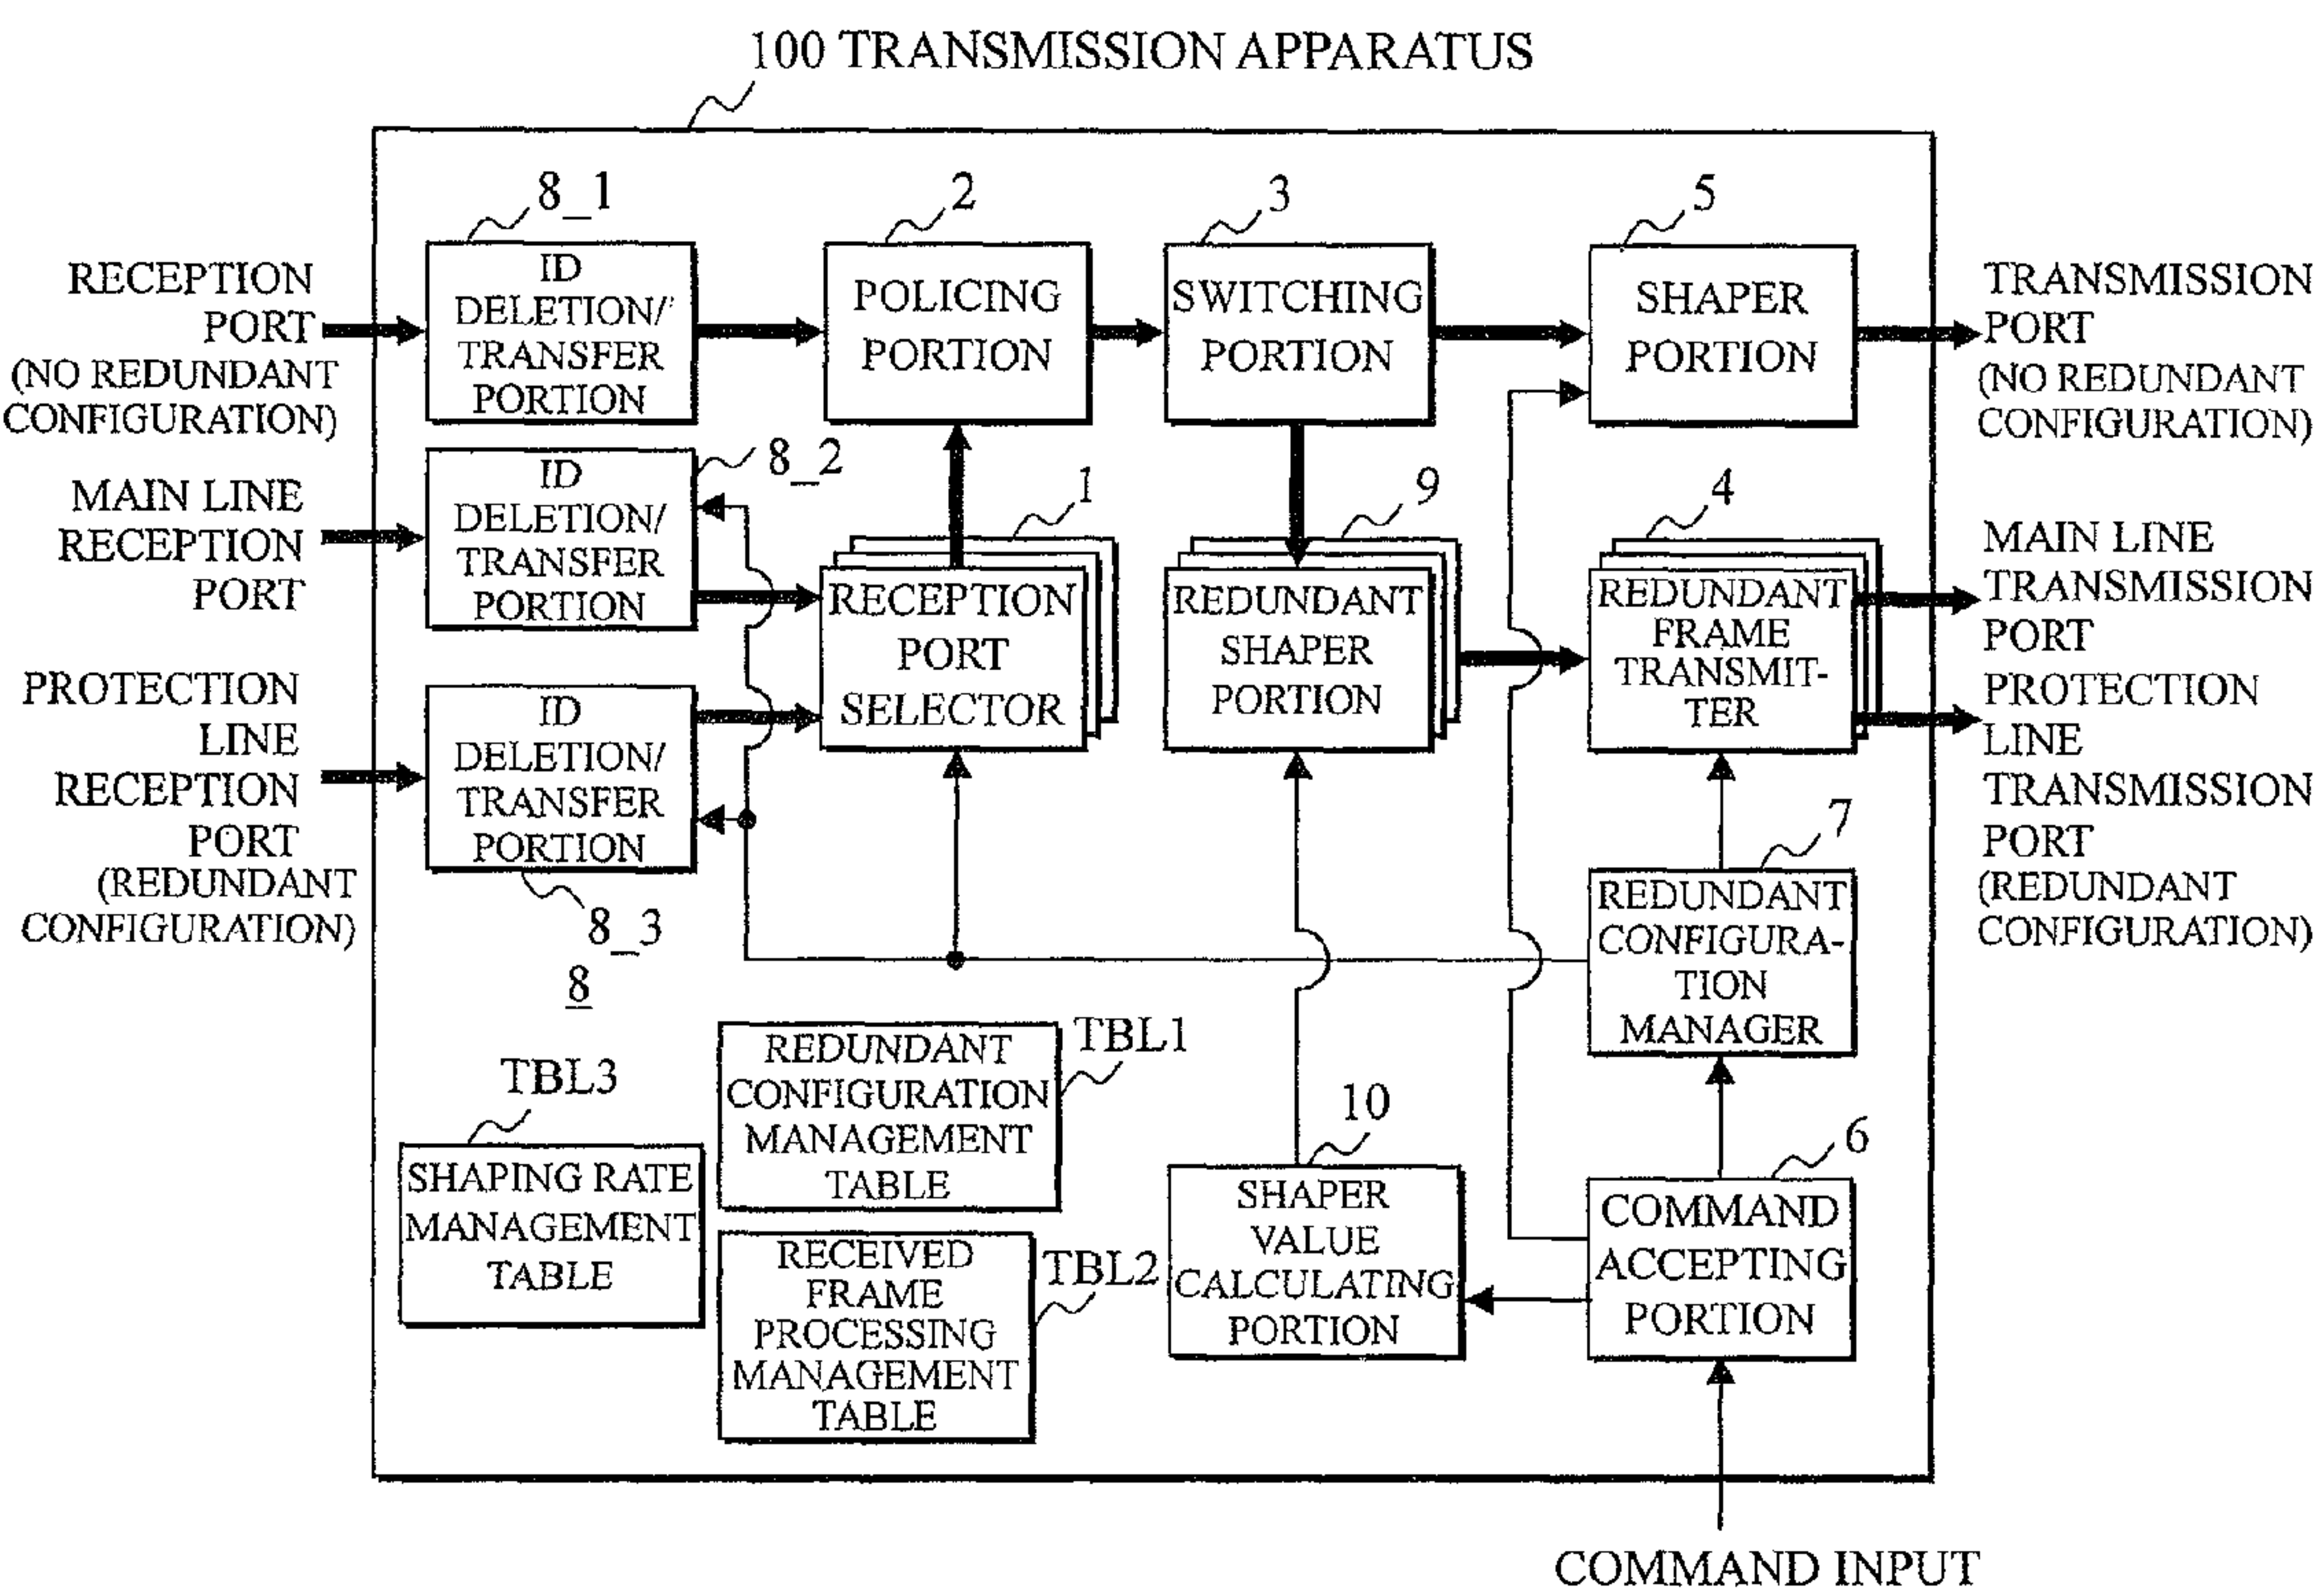 100 TRANSMISSION APPARATUS
8_1
2
3
5
RECEPTION
PORT
(NO REDUNDANT
CONFIGURATION)
ID
DELETION/
TRANSFER
PORTION
POLICING
PORTION
SWITCHING
PORTION
SHAPER
PORTION
TRANSMISSION
PORT
(NO REDUNDANT
CONFIGURATION)
MAIN LINE
RECEPTION
PORT
8_2
ID
DELETION/
TRANSFER
PORTION
1
RECEPTION
PORT
SELECTOR
9
REDUNDANT
SHAPER
PORTION
4
REDUNDANT
FRAME
TRANSMIT-
TER
MAIN LINE
TRANSMISSION
PORT
PROTECTION
LINE
TRANSMISSION
PORT
(REDUNDANT
CONFIGURATION)
PROTECTION
LINE
RECEPTION
PORT
(REDUNDANT
CONFIGURATION)
ID
DELETION/
TRANSFER
PORTION
8_3
8
7
REDUNDANT
CONFIGURA-
TION
MANAGER
TBL3
SHAPING RATE
MANAGEMENT
TABLE
TBL1
REDUNDANT
CONFIGURATION
MANAGEMENT
TABLE
TBL2
RECEIVED
FRAME
PROCESSING
MANAGEMENT
TABLE
10
SHAPER
VALUE
CALCULATING
PORTION
6
COMMAND
ACCEPTING
PORTION
COMMAND INPUT